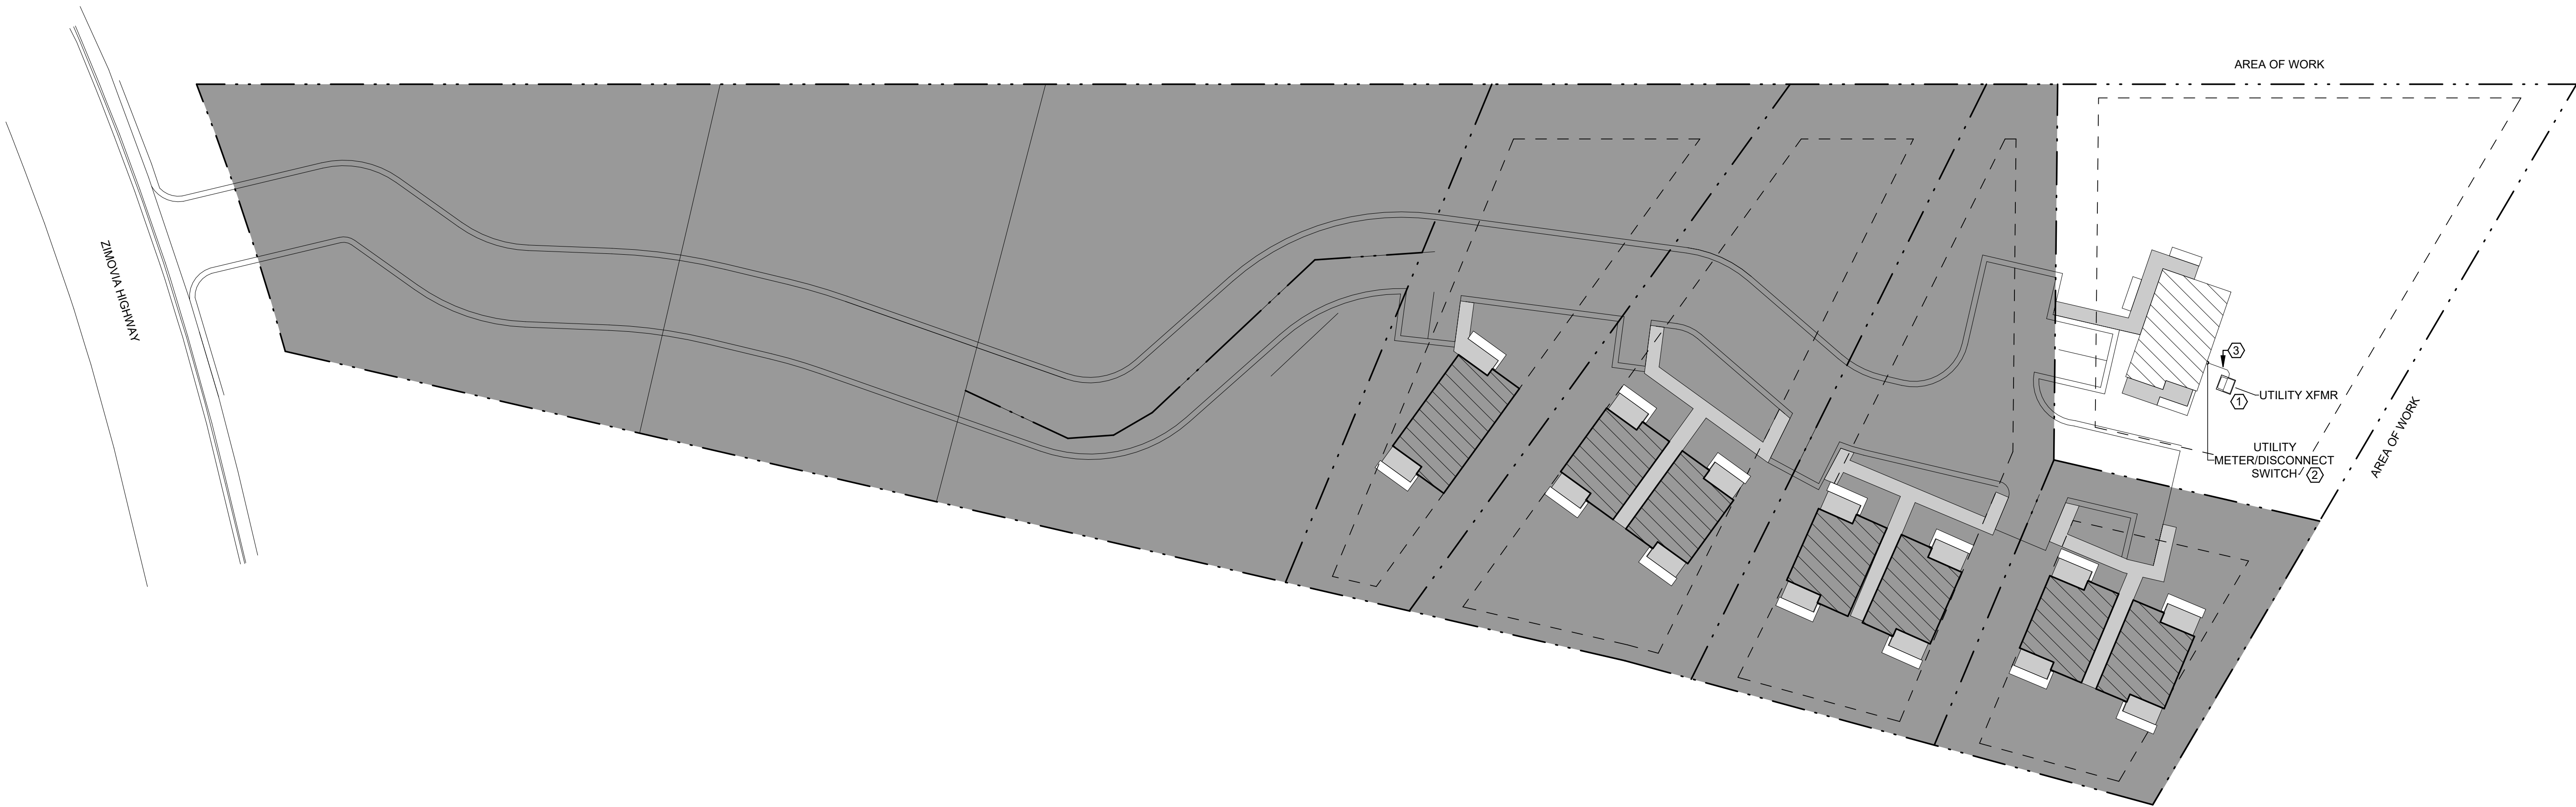 AREA OF WORK
ZIMOVIA HIGHWAY
3
1
UTILITY XFMR
UTILITY
METER/DISCONNECT
SWITCH 2
AREA OF WORK